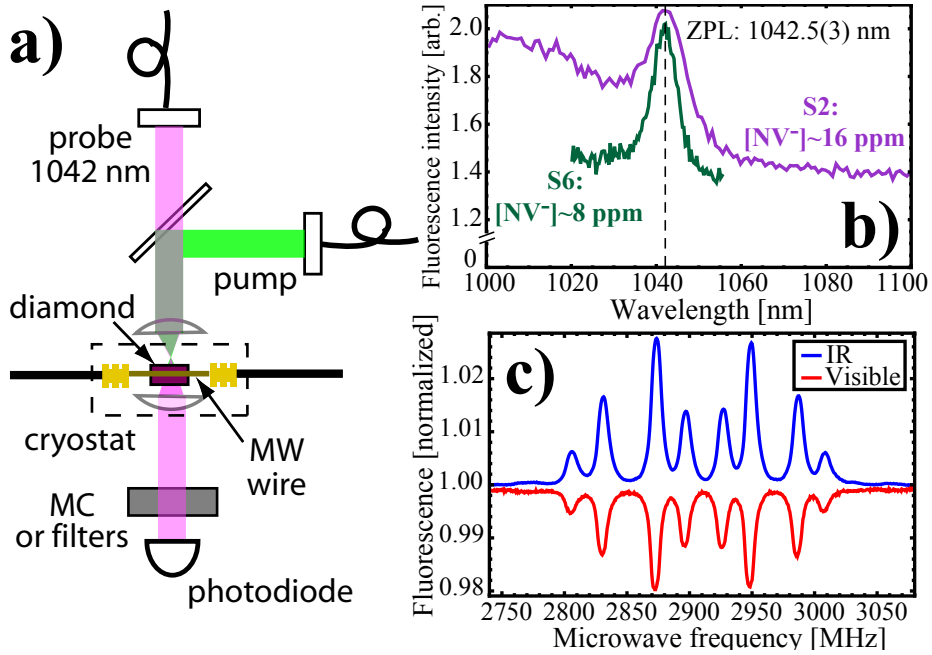 a)
probe
1042 nm
pump
diamond
cryostat
MW
wire
MC
or filters
photodiode
Fluorescence intensity [arb.]
2.0
1.8
1.6
1.4
1.2
0
ZPL: 1042.5(3) nm
S2:
[NV⁻]~16 ppm
S6:
[NV⁻]~8 ppm
b)
1000 1020 1040 1060 1080 1100
Wavelength [nm]
Fluorescence [normalized]
1.02
1.01
1.00
0.99
0.98
c)
IR
Visible
2750 2800 2850 2900 2950 3000 3050
Microwave frequency [MHz]